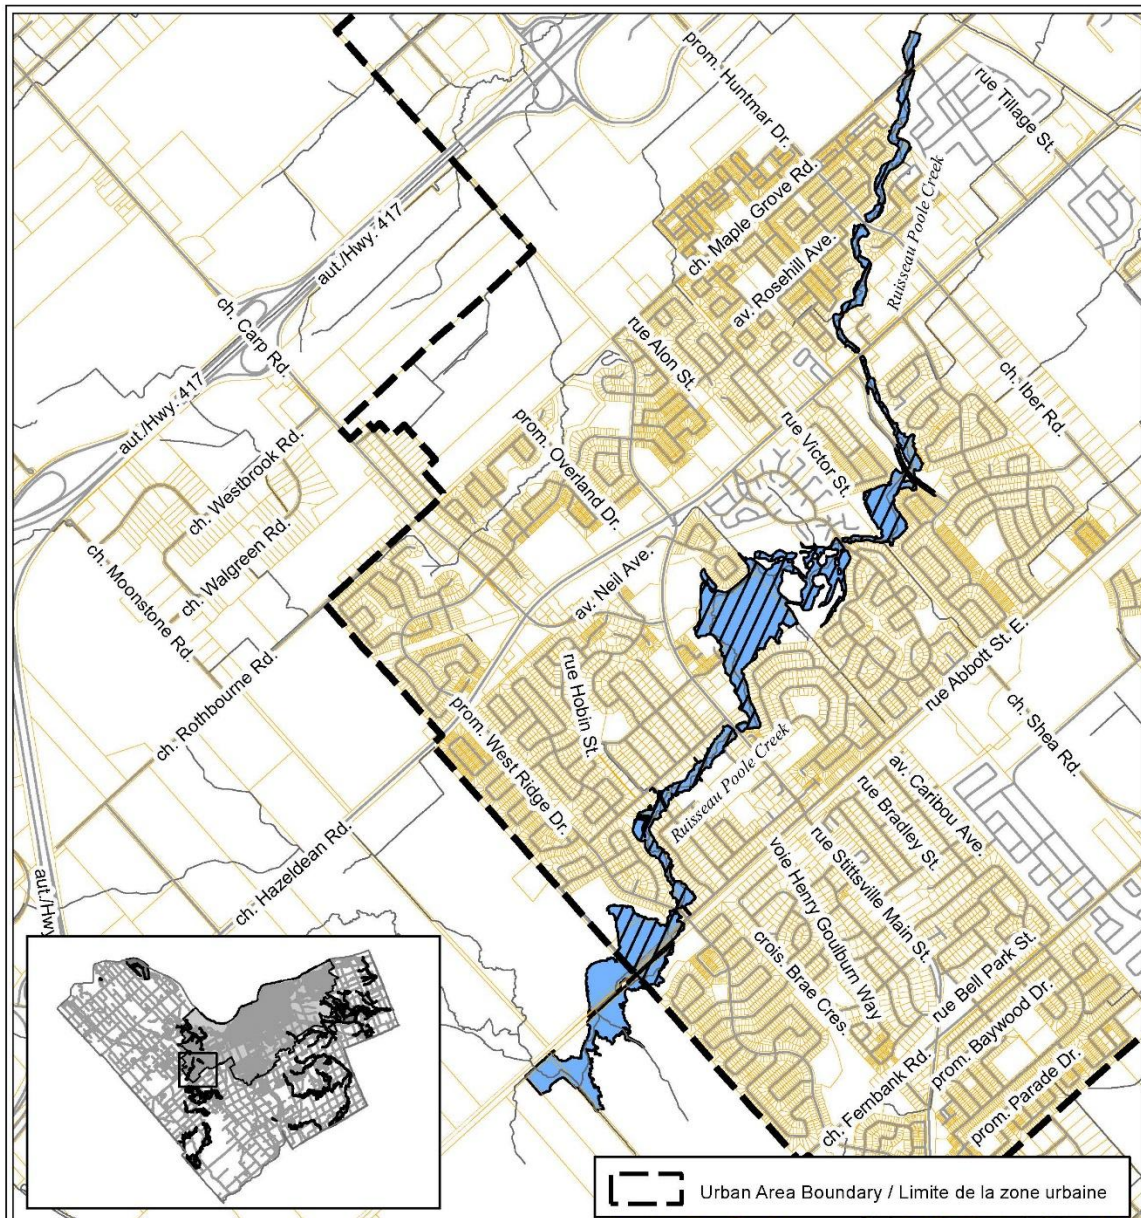 prom. Huntmar Dr.
rue Tillage St.
aut./Hwy. 417
ch. Maple Grove Rd.
Ruisseau Poole Creek
av. Rosehill Ave.
ch. Carp Rd.
rue Alon St.
ch. Iber Rd.
aut./Hwy. 417
prom. Overland Dr.
rue Victor St.
ch. Westbrook Rd.
ch. Walgreen Rd.
ch. Moonstone Rd.
av. Neil Ave.
rue Abbott St. E.
ch. Rothbourne Rd.
rue Hobin St.
ch. Shea Rd.
prom. West Ridge Dr.
Ruisseau Poole Creek
av. Caribou Ave.
rue Bradley St.
rue Stittsville Main St.
voie Henry Goulburn Way
ch. Hazeldean Rd.
aut./Hwy
crois. Brae Cres.
rue Bell Park St.
prom. Baywood Dr.
ch. Fernbank Rd.
prom. Parade Dr.
Urban Area Boundary / Limite de la zone urbaine